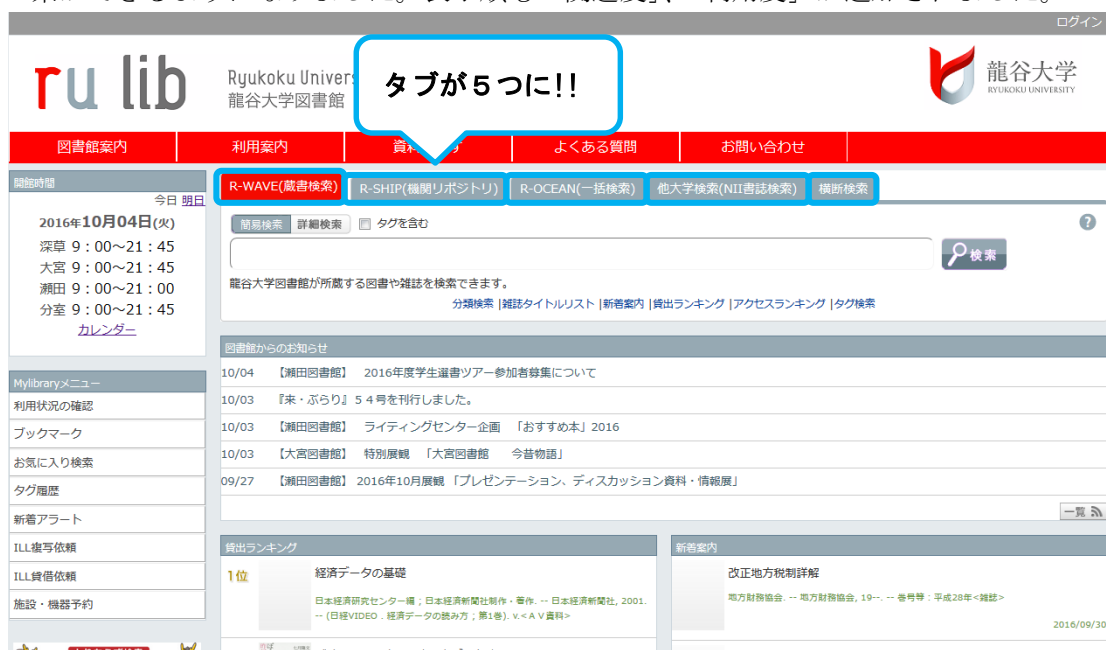 ログイン
ru lib
Ryukoku Univer
龍谷大学図書館
タブが5つに!!
龍谷大学
RYUKOKU UNIVERSITY
図書館案内
利用案内
よくある質問
お問い合わせ
開館時間
今日 明日
2016年10月04日(火)
深草 9:00～21:45
大宮 9:00～21:45
瀬田 9:00～21:00
分室 9:00～21:45
カレンダー
R-WAVE(蔵書検索)
R-SHIP(機関リポジトリ)
R-OCEAN(一括検索)
他大学検索(NII書誌検索)
横断検索
簡易検索 詳細検索 タグを含む
検索
龍谷大学図書館が所蔵する図書や雑誌を検索できます。
分類検索 |雑誌タイトルリスト |新着案内 |貸出ランキング |アクセスランキング |タグ検索
Mylibraryメニュー
利用状況の確認
ブックマーク
お気に入り検索
タグ履歴
新着アラート
ILL複写依頼
ILL貸借依頼
施設・機器予約
図書館からのお知らせ
10/04 【瀬田図書館】 2016年度学生選書ツアー参加者募集について
10/03 『来・ぶらり』54号を刊行しました。
10/03 【瀬田図書館】 ライティングセンター企画 「おすすめ本」2016
10/03 【大宮図書館】 特別展観 「大宮図書館 今昔物語」
09/27 【瀬田図書館】 2016年10月展観 「プレゼンテーション、ディスカッション資料・情報展」
一覧
貸出ランキング
1位 経済データの基礎
日本経済研究センター編 ; 日本経済新聞社制作・著作. -- 日本経済新聞社, 2001.
-- (日経VIDEO . 経済データの読み方 ; 第1巻). v.<ＡＶ資料>
新着案内
改正地方税制詳解
地方財務協会. -- 地方財務協会, 19--. -- 巻号等 : 平成28年<雑誌>
2016/09/30